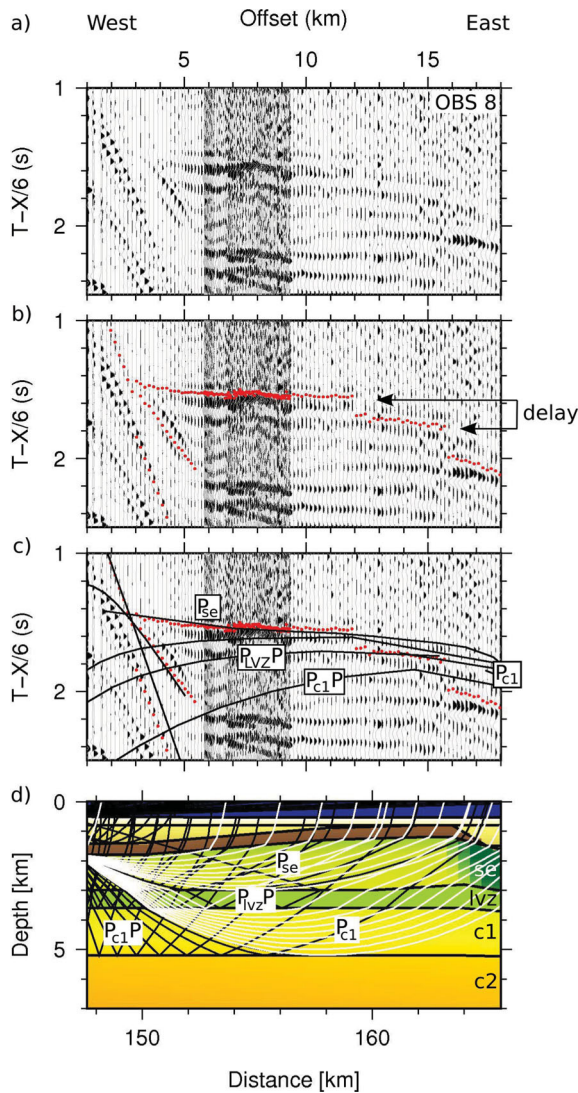 a) West Offset (km) East
5 10 15
OBS 8
1
2
T−X/6 (s)
b)
1
2
T−X/6 (s)
delay
c)
1
2
T−X/6 (s)
Pse
PLVZP
Pc1
Pc1P
d)
0
5
Depth [km]
Pse
se
PlvzP
lvz
Pc1P
Pc1
c1
c2
150 160
Distance [km]